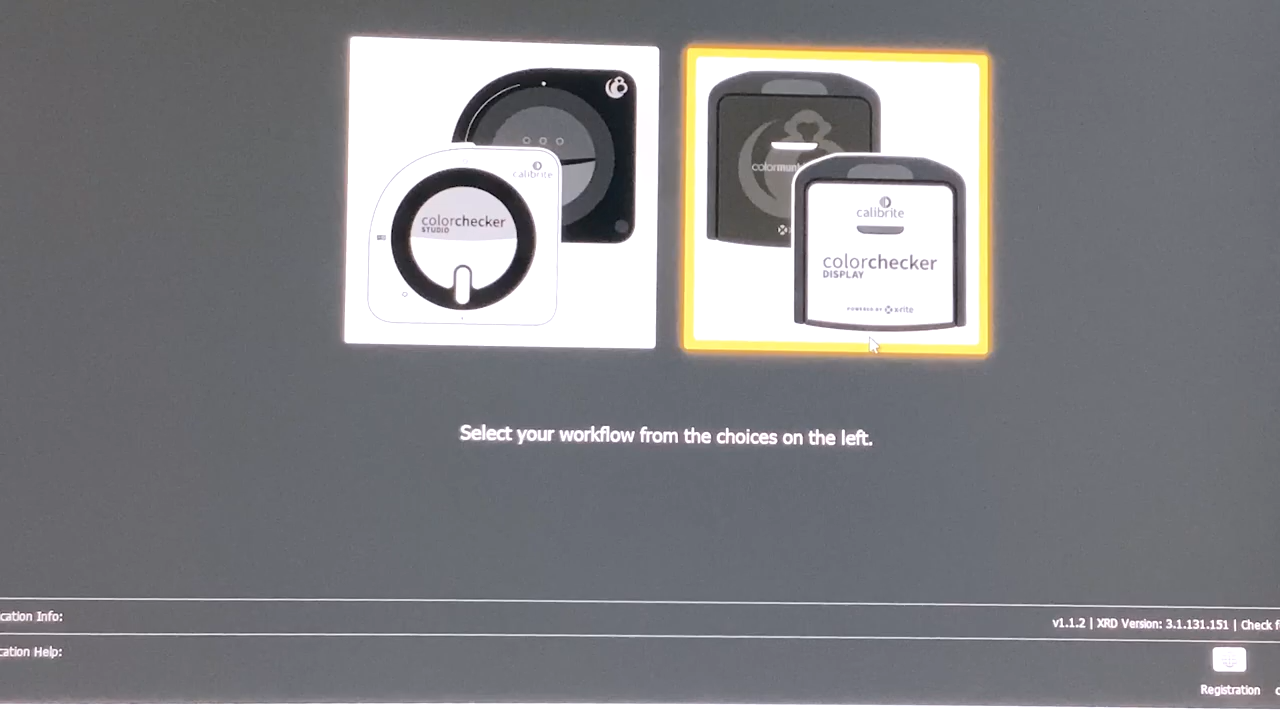 calibrite
colorchecker
STUDIO
calibrite
colorchecker
DISPLAY
POWERED BY xrite
Select your workflow from the choices on the left.
cation Info:
v1.1.2 | XRD Version: 3.1.131.151 | Check f
cation Help:
Registration